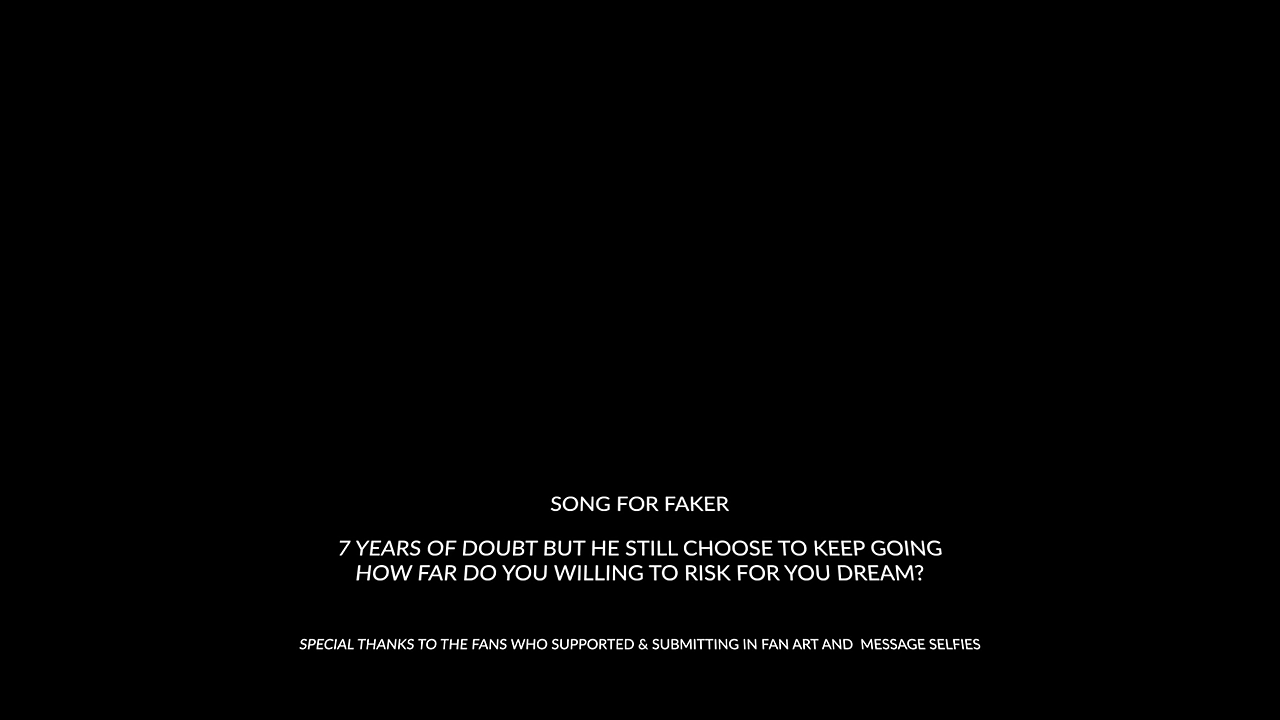 SONG FOR FAKER
7 YEARS OF DOUBT BUT HE STILL CHOOSE TO KEEP GOING
HOW FAR DO YOU WILLING TO RISK FOR YOU DREAM?
SPECIAL THANKS TO THE FANS WHO SUPPORTED & SUBMITTING IN FAN ART AND  MESSAGE SELFIES